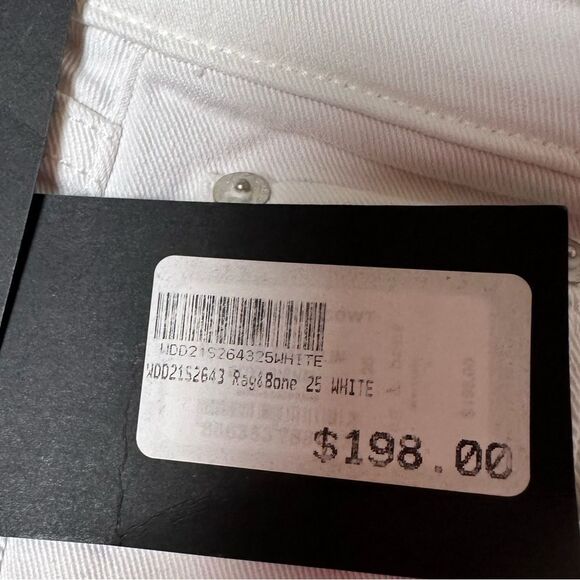 WDD21S264325WHITE
WDD21S2643 Rag&Bone 25 WHITE
$198.00